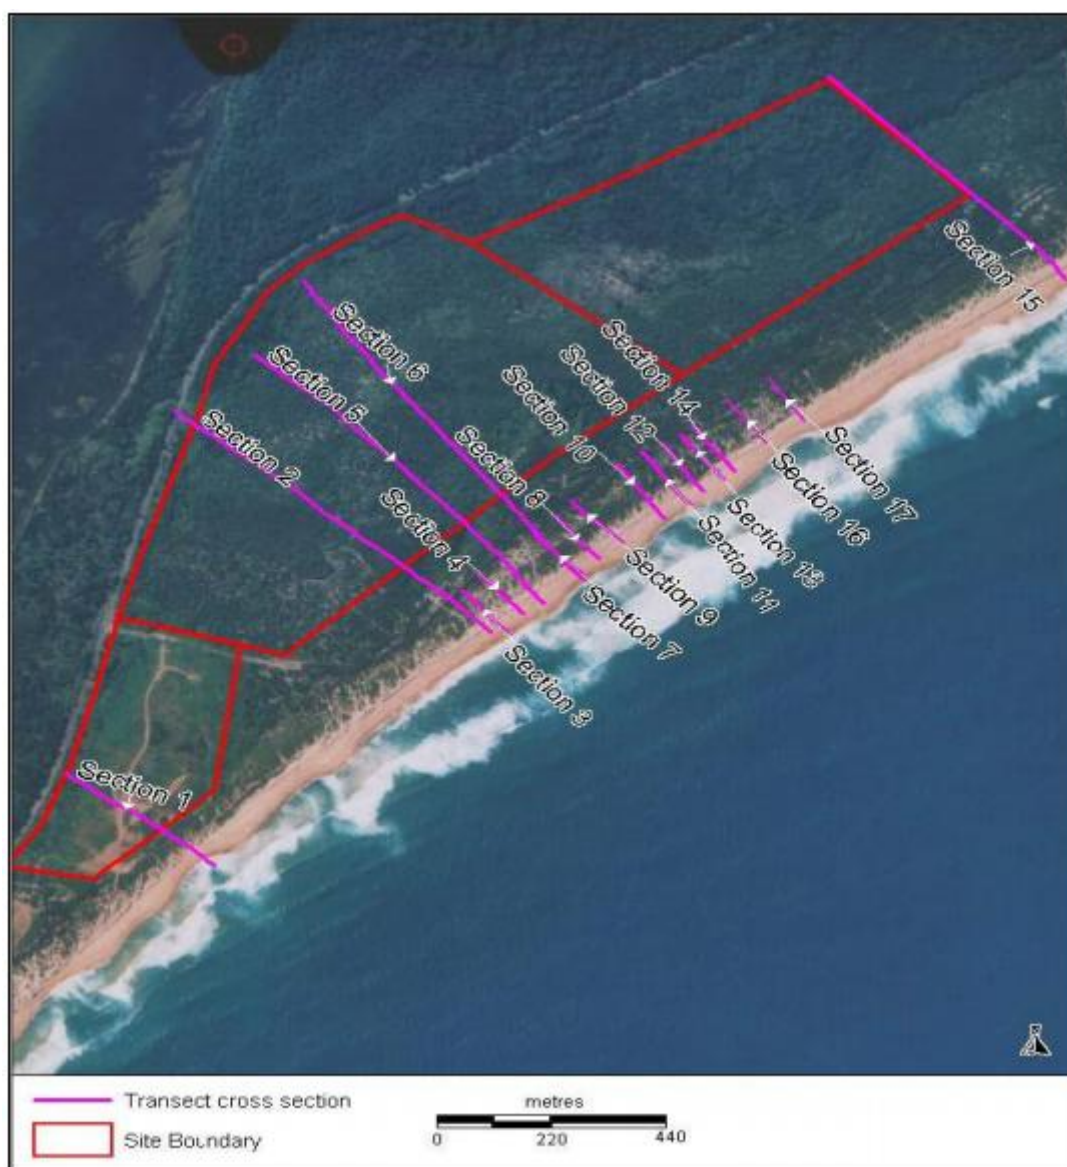 Section 15
Section 6
Section 14
Section 5
Section 12
Section 10
Section 2
Section 8
Section 17
Section 16
Section 4
Section 13
Section 11
Section 9
Section 7
Section 3
Section 1
Transect cross section
metres
Site Boundary
0 220 440